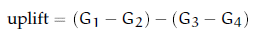 uplift = (G₁ − G₂) − (G₃ − G₄)